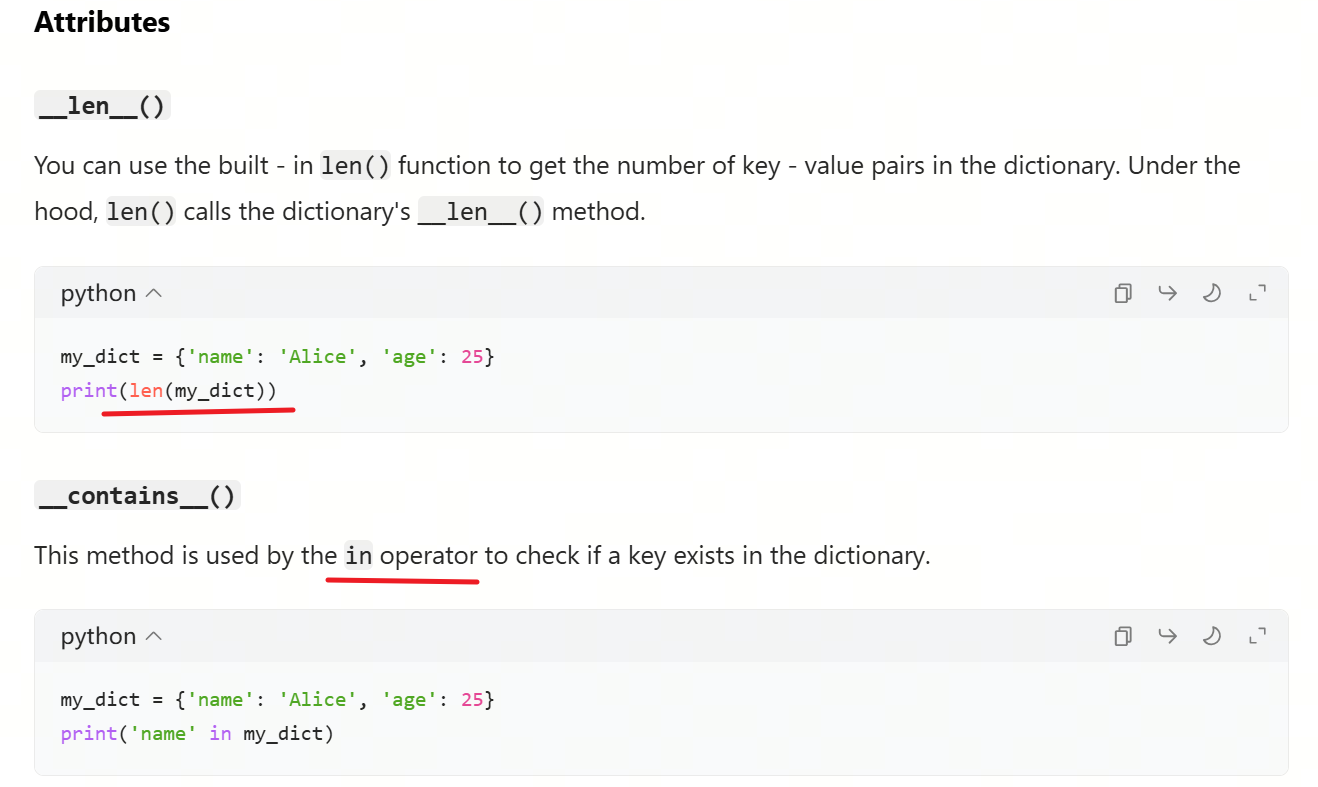 Attributes
__len__()
You can use the built - in len() function to get the number of key - value pairs in the dictionary. Under the
hood, len() calls the dictionary's __len__() method.
python
my_dict = {'name': 'Alice', 'age': 25}
print(len(my_dict))
__contains__()
This method is used by the in operator to check if a key exists in the dictionary.
python
my_dict = {'name': 'Alice', 'age': 25}
print('name' in my_dict)